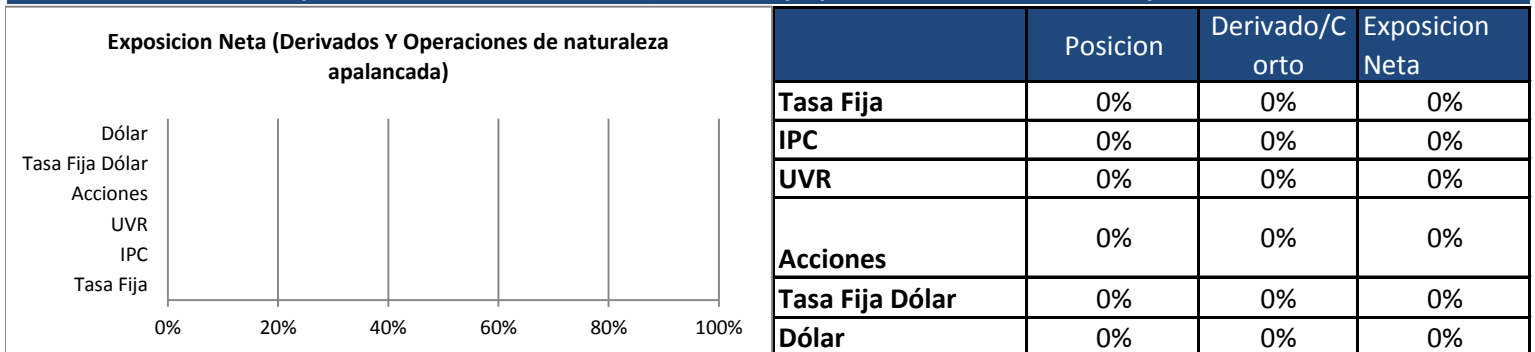 Exposicion Neta (Derivados Y Operaciones de naturaleza
apalancada)
Dólar
Tasa Fija Dólar
Acciones
UVR
IPC
Tasa Fija
0% 20% 40% 60% 80% 100%
Posicion Derivado/C Exposicion
orto Neta
Tasa Fija 0% 0% 0%
IPC 0% 0% 0%
UVR 0% 0% 0%
Acciones 0% 0% 0%
Tasa Fija Dólar 0% 0% 0%
Dólar 0% 0% 0%